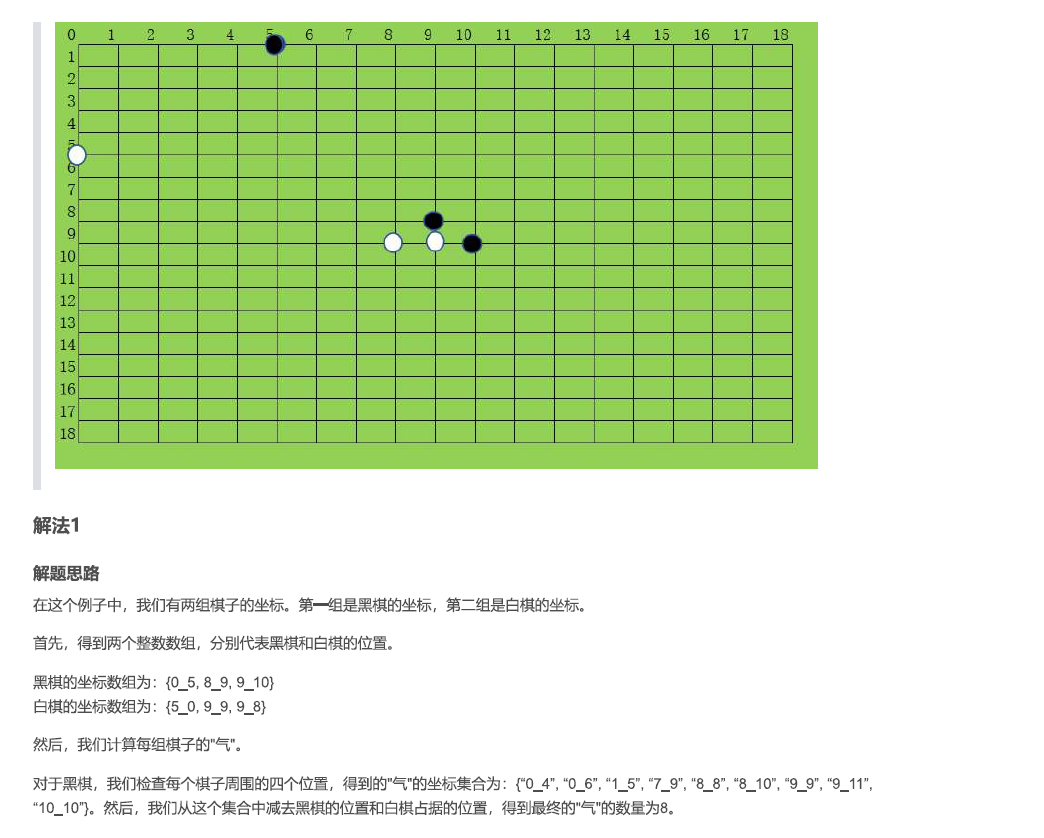 0 1 2 3 4 5 6 7 8 9 10 11 12 13 14 15 16 17 18
1
2
3
4
5
6
7
8
9
10
11
12
13
14
15
16
17
18
解法1
解题思路
在这个例子中，我们有两组棋子的坐标。第一组是黑棋的坐标，第二组是白棋的坐标。
首先，得到两个整数数组，分别代表黑棋和白棋的位置。
黑棋的坐标数组为：{0_5, 8_9, 9_10}
白棋的坐标数组为：{5_0, 9_9, 9_8}
然后，我们计算每组棋子的"气"。
对于黑棋，我们检查每个棋子周围的四个位置，得到的"气"的坐标集合为：{“0_4”, “0_6”, “1_5”, “7_9”, “8_8”, “8_10”, “9_9”, “9_11”,
“10_10”}。然后，我们从这个集合中减去黑棋的位置和白棋占据的位置，得到最终的"气"的数量为8。